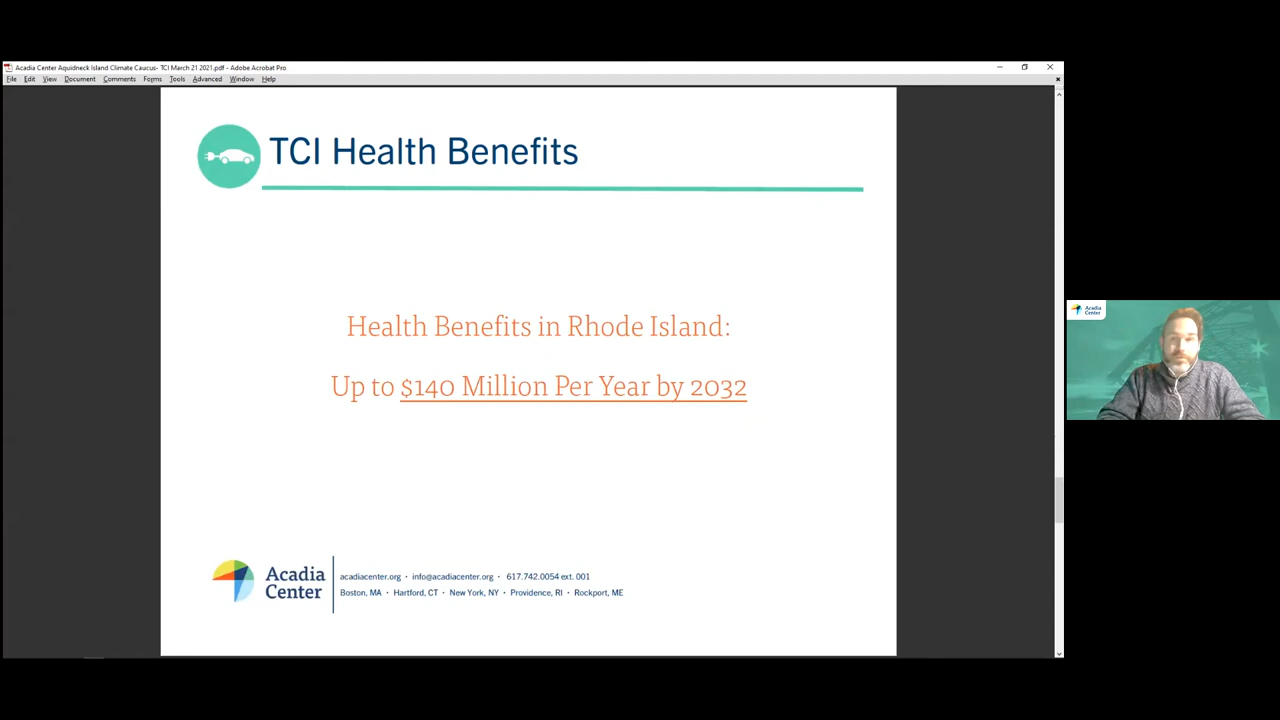 Acadia Center Aquidneck Island Climate Caucus- TCI March 21 2021.pdf - Adobe Acrobat Pro
File Edit View Document Comments Forms Tools Advanced Window Help
TCI Health Benefits
Health Benefits in Rhode Island:
Up to $140 Million Per Year by 2032
Acadia
Center
acadiacenter.org · info@acadiacenter.org · 617.742.0054 ext. 001
Boston, MA · Hartford, CT · New York, NY · Providence, RI · Rockport, ME
Acadia
Center